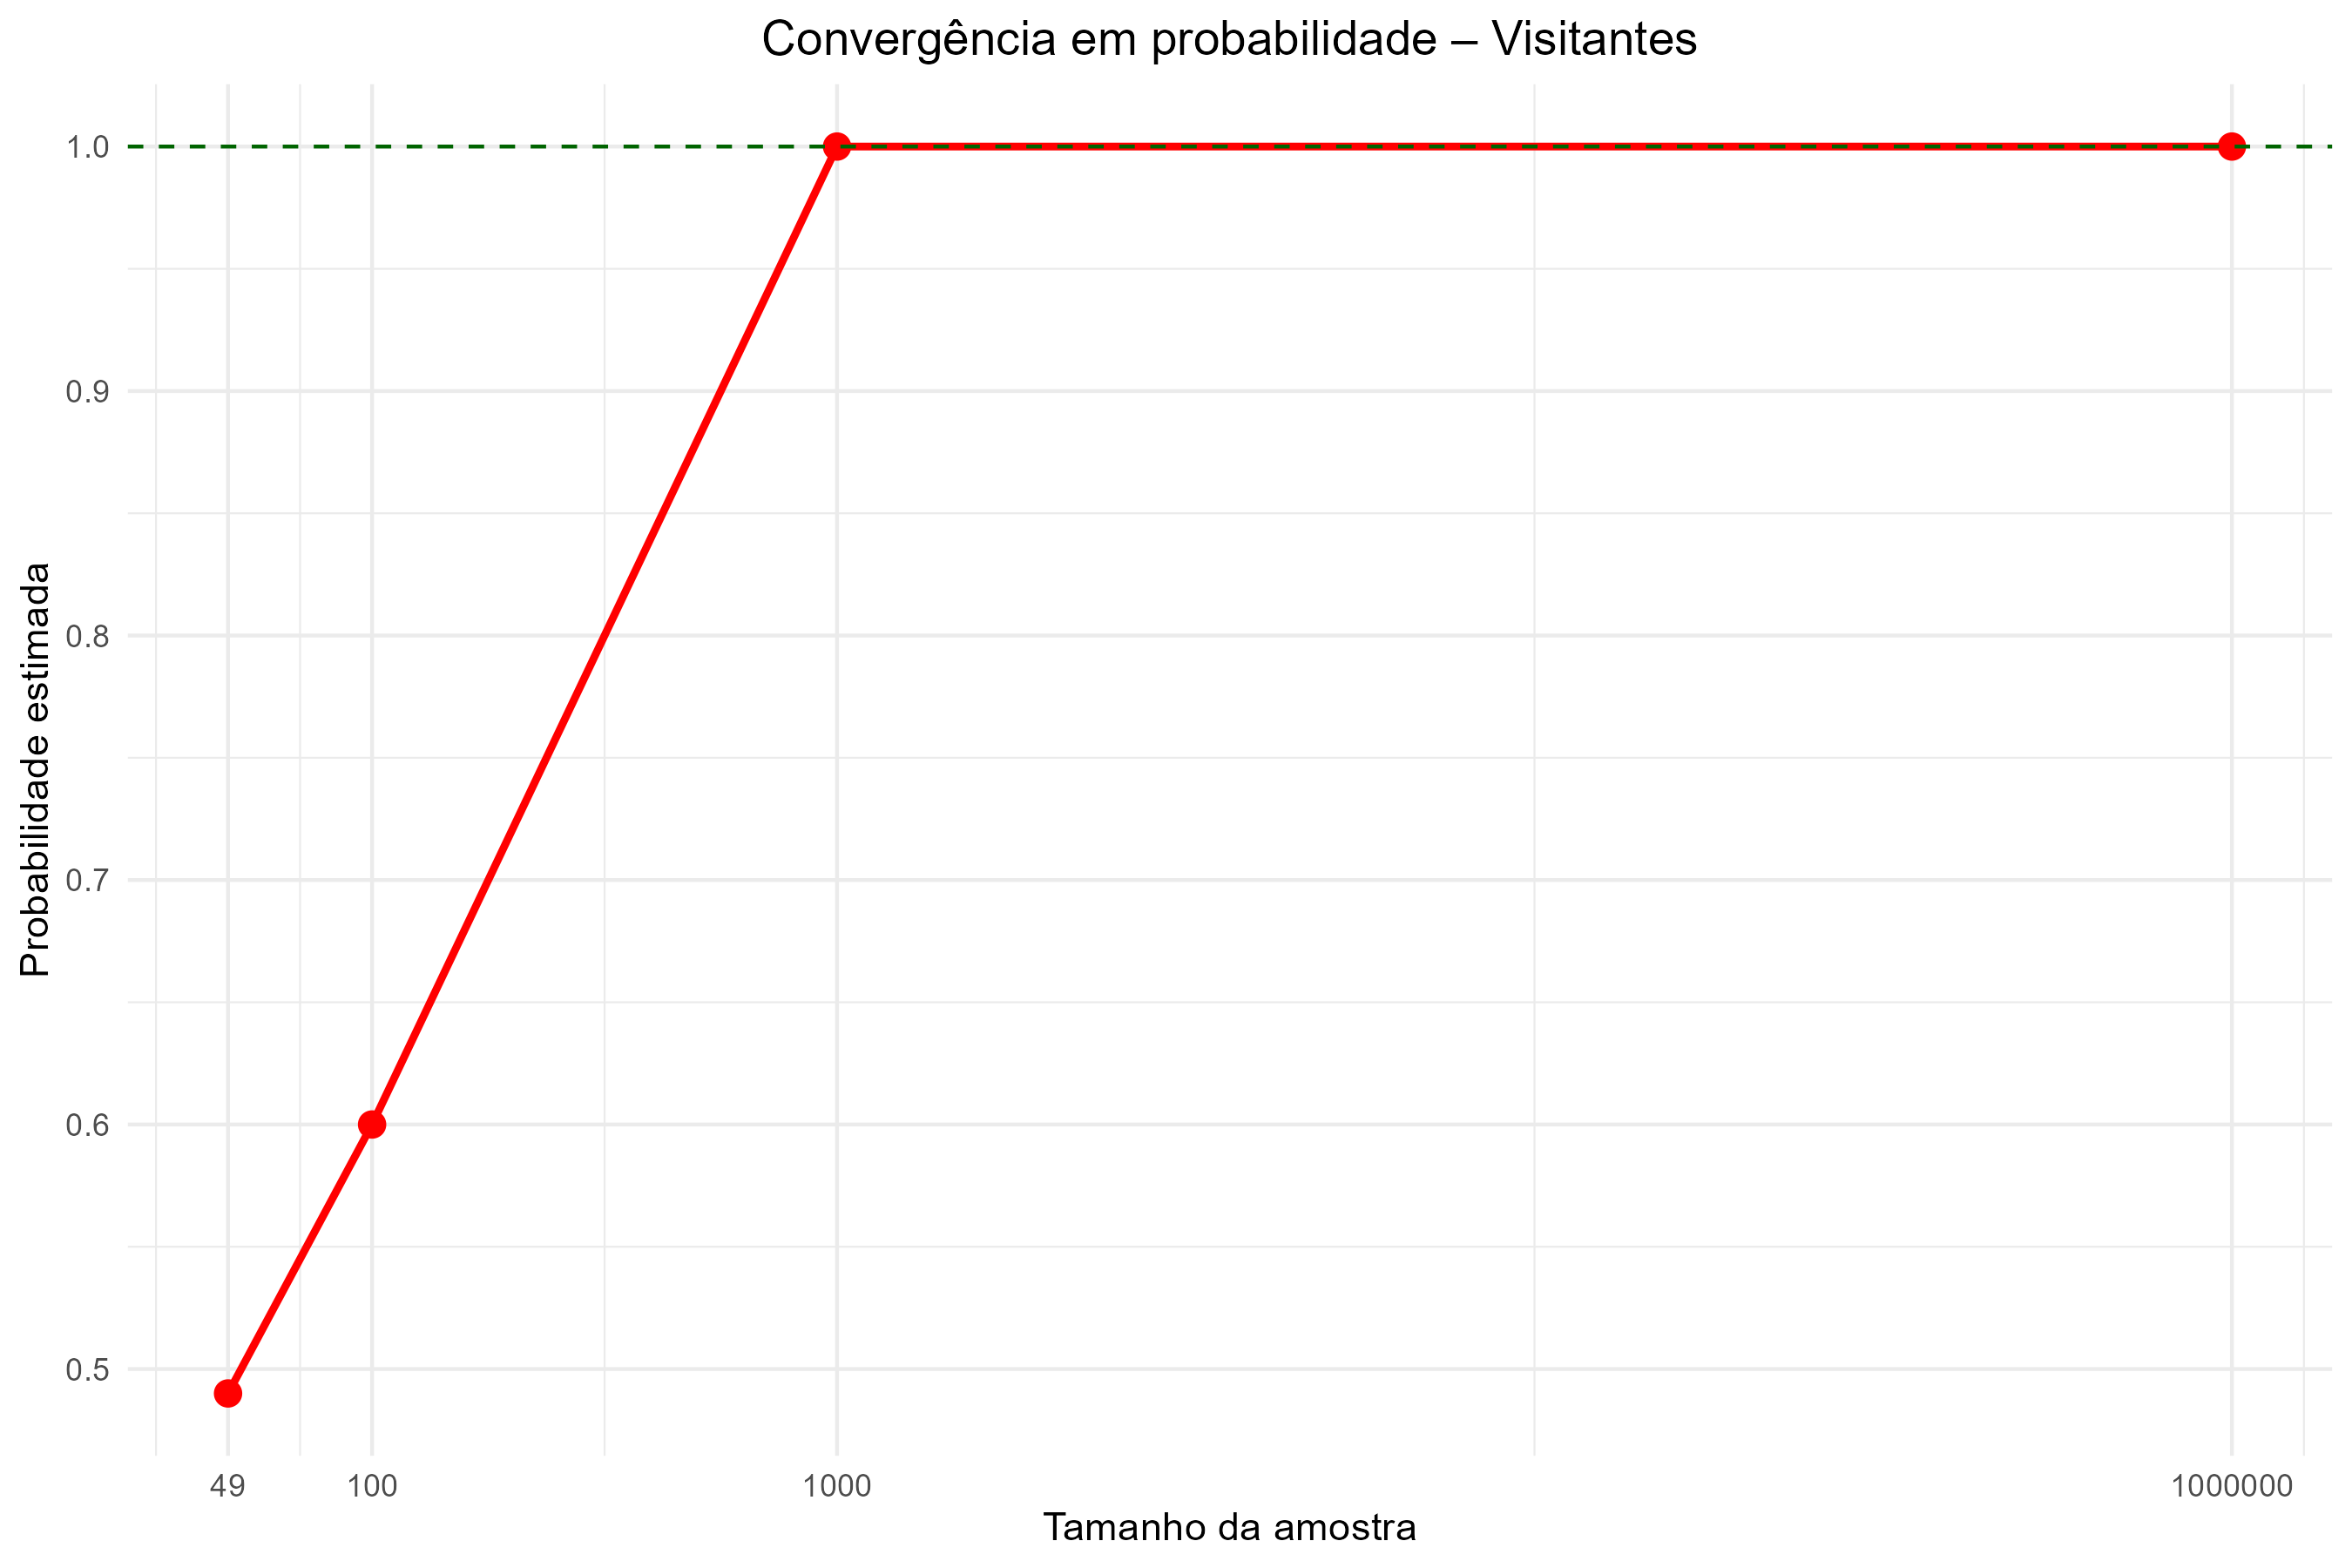 Convergência em probabilidade – Visitantes
Probabilidade estimada
1.0
0.9
0.8
0.7
0.6
0.5
49 100 1000 1000000
Tamanho da amostra